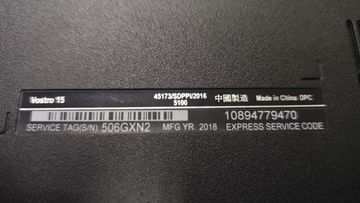 Vostro 15 45173/SDPPI/2016 中國製造 Made in China DPC
5100
10894779470
SERVICE TAG(S/N) 506GXN2 MFG YR 2018 EXPRESS SERVICE CODE